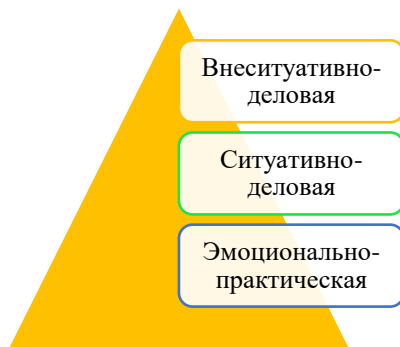 Внеситуативно-
деловая
Ситуативно-
деловая
Эмоционально-
практическая